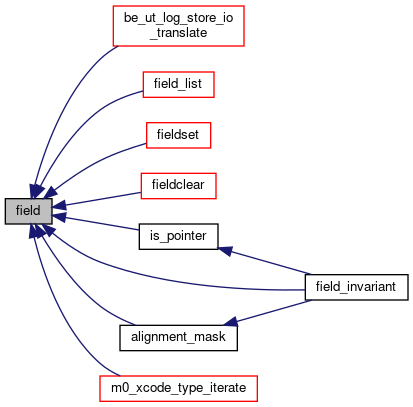 be_ut_log_store_io
_translate
field_list
fieldset
fieldclear
field
is_pointer
field_invariant
alignment_mask
m0_xcode_type_iterate